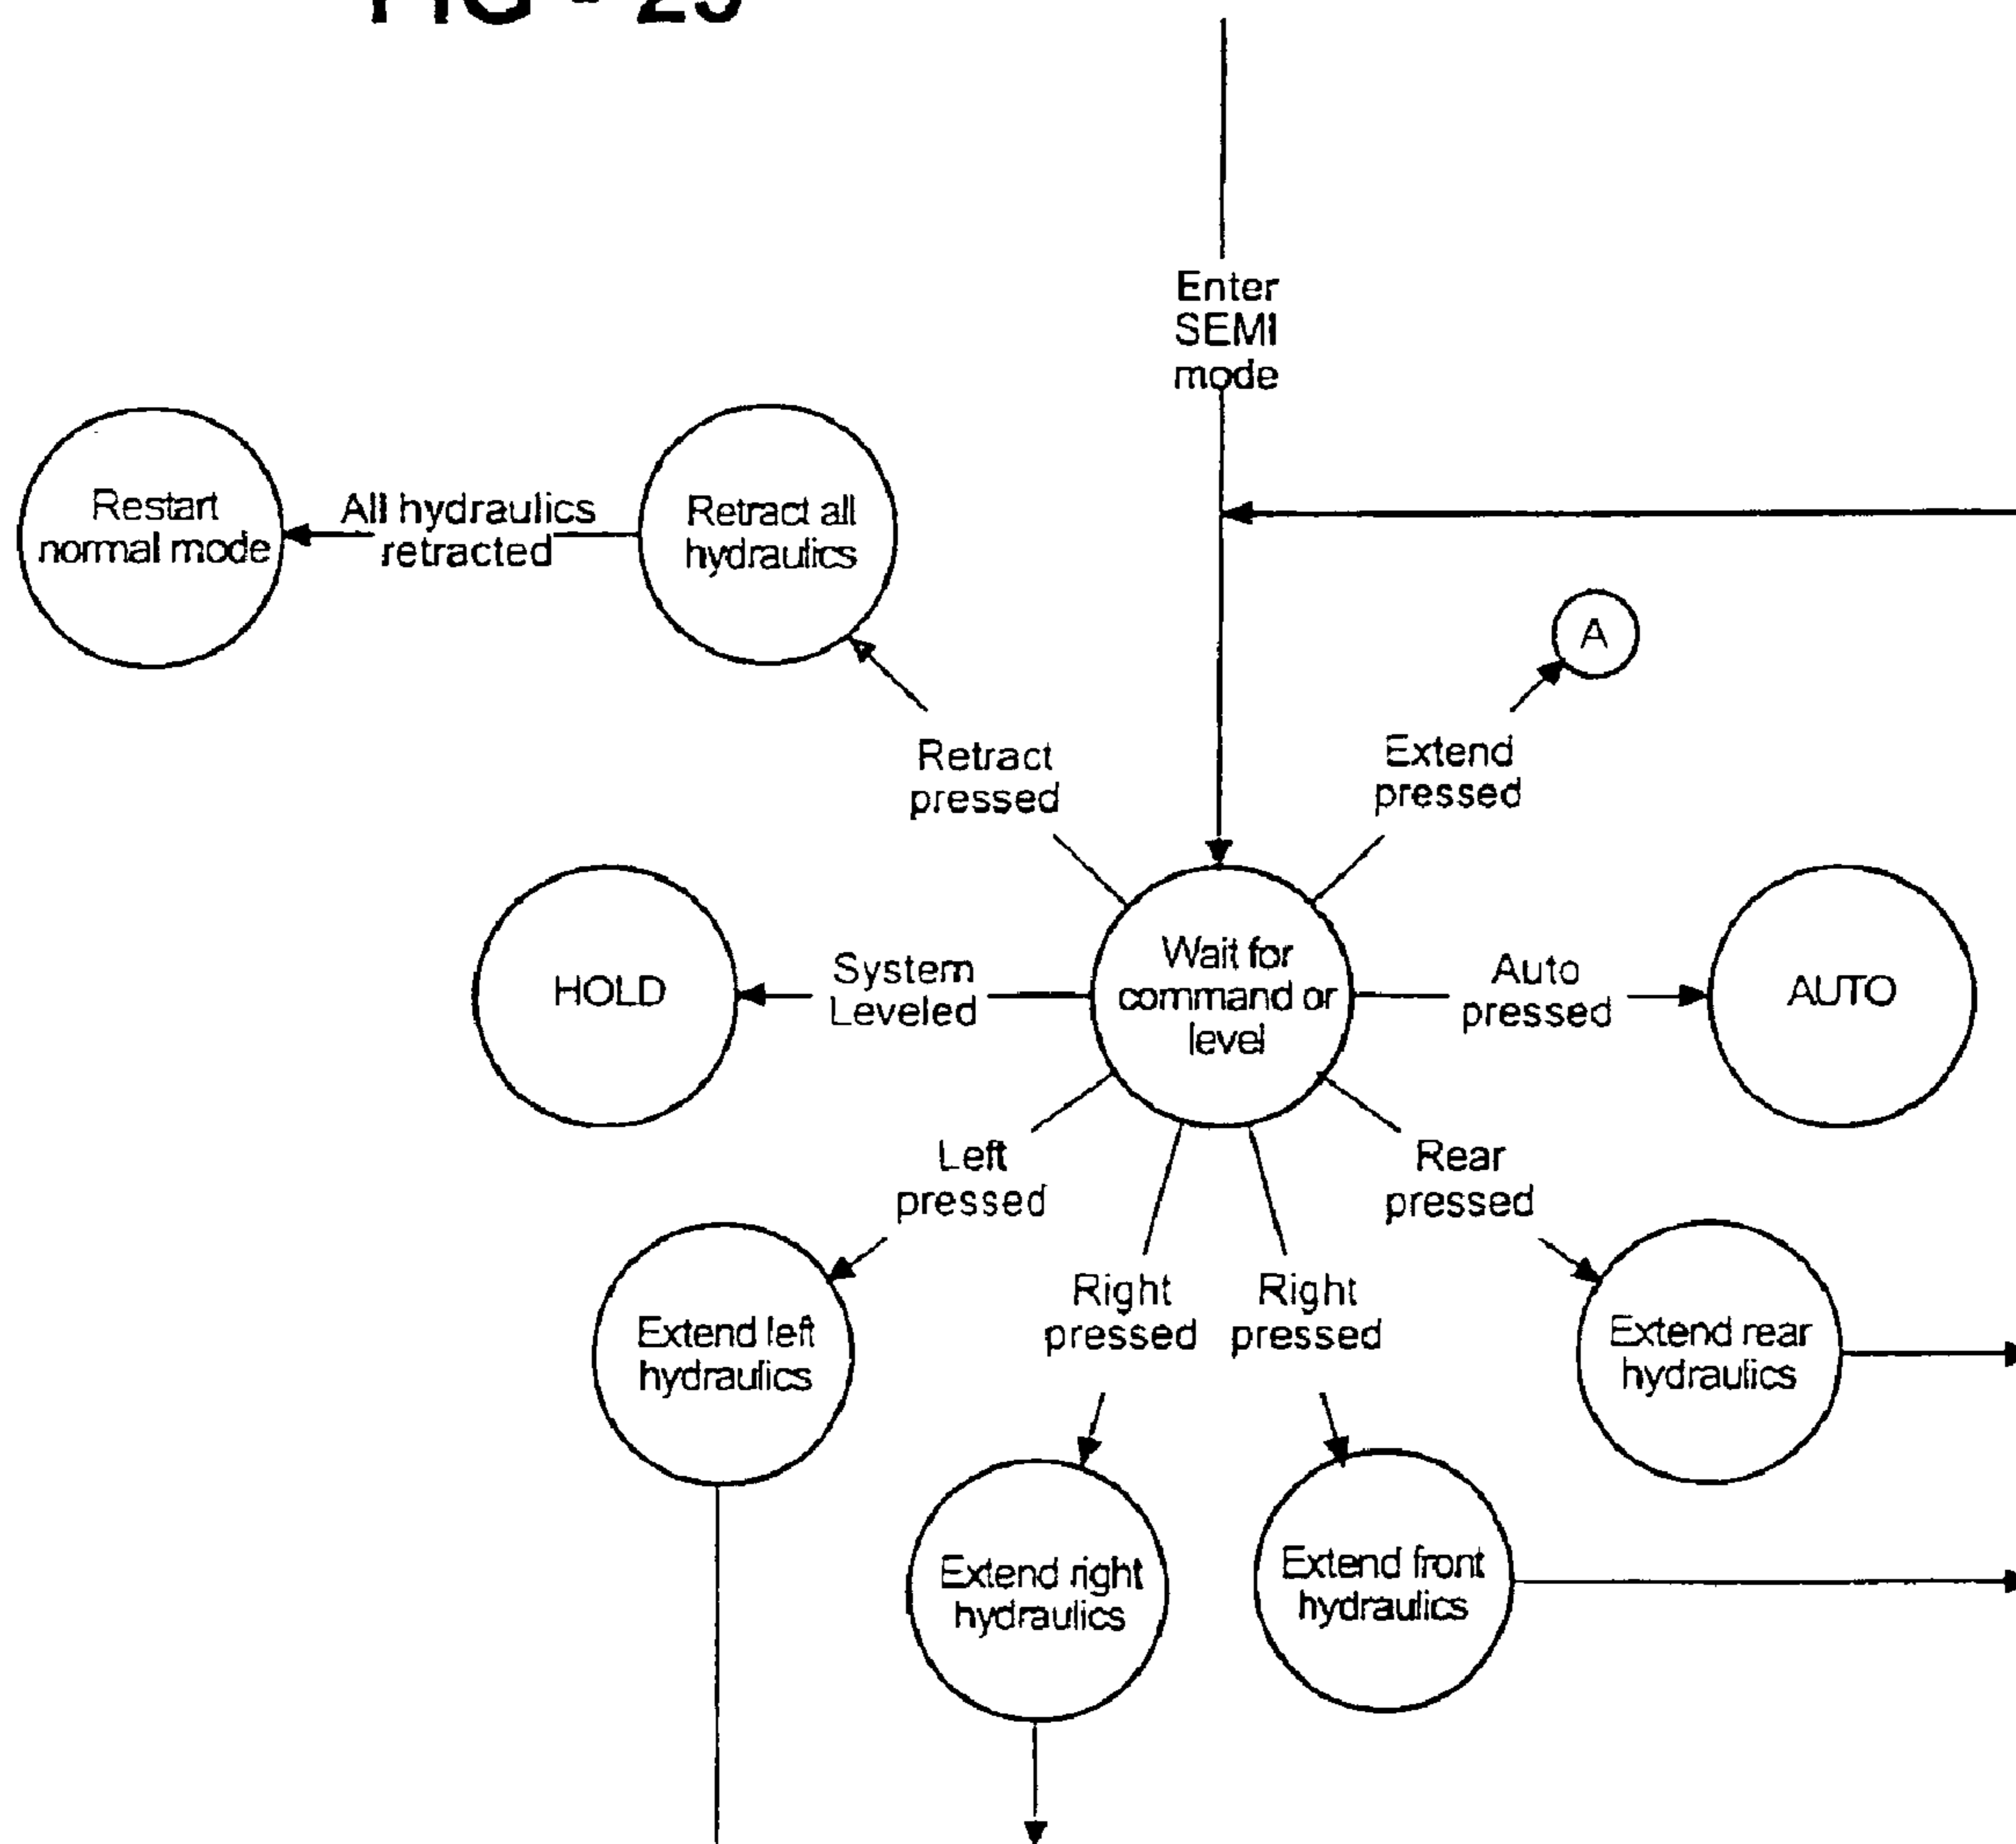 FIG - 25
Enter
SEMI
mode
Restart
normal mode
All hydraulics
retracted
Retract all
hydraulics
A
Retract
pressed
Extend
pressed
HOLD
System
Leveled
Wait for
command or
level
Auto
pressed
AUTO
Left
pressed
Rear
pressed
Extend left
hydraulics
Right
pressed
Right
pressed
Extend rear
hydraulics
Extend right
hydraulics
Extend front
hydraulics